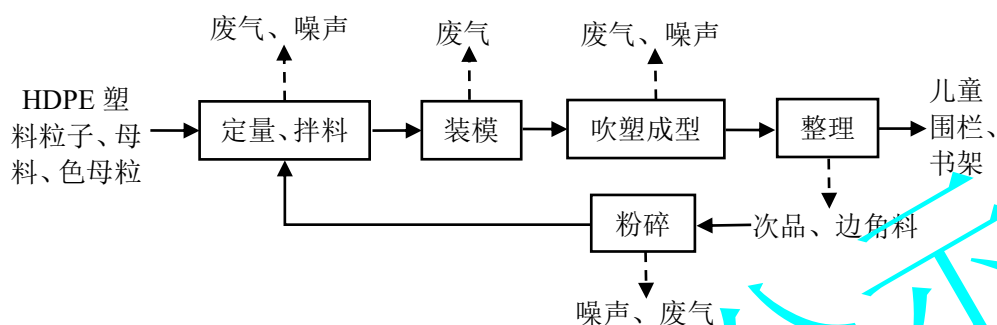 废气、噪声
废气
废气、噪声
HDPE 塑
料粒子、母
料、色母粒
定量、拌料
装模
吹塑成型
整理
儿童
围栏、
书架
粉碎
次品、边角料
噪声、废气